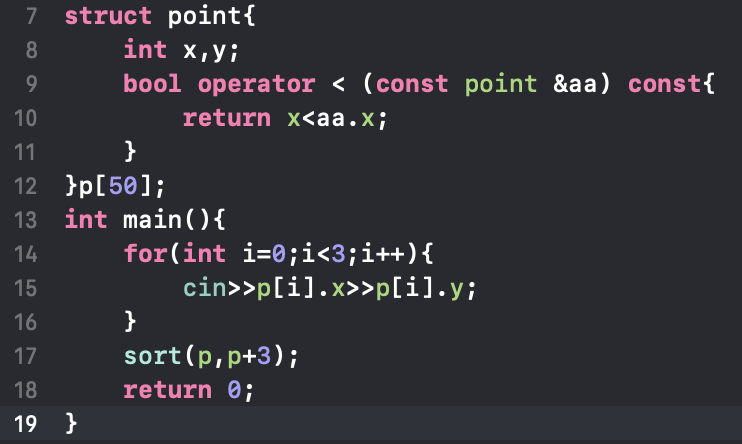 7 struct point{
8     int x,y;
9     bool operator < (const point &aa) const{
10         return x<aa.x;
11     }
12 }p[50];
13 int main(){
14     for(int i=0;i<3;i++){
15         cin>>p[i].x>>p[i].y;
16     }
17     sort(p,p+3);
18     return 0;
19 }